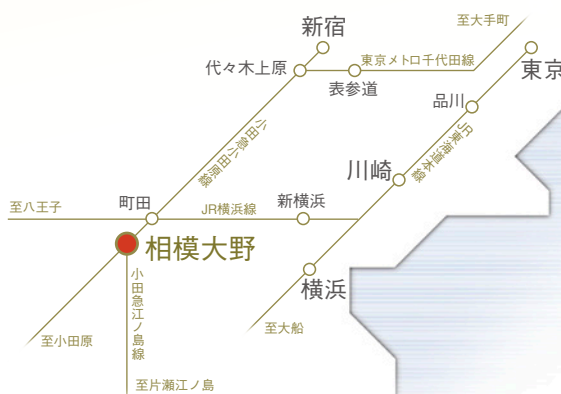 新宿
至大手町
代々木上原
東京メトロ千代田線
表参道
東京
品川
小田急小田原線
JR東海道本線
川崎
至八王子
町田
JR横浜線
新横浜
相模大野
小田急江ノ島線
横浜
至大船
至小田原
至片瀬江ノ島